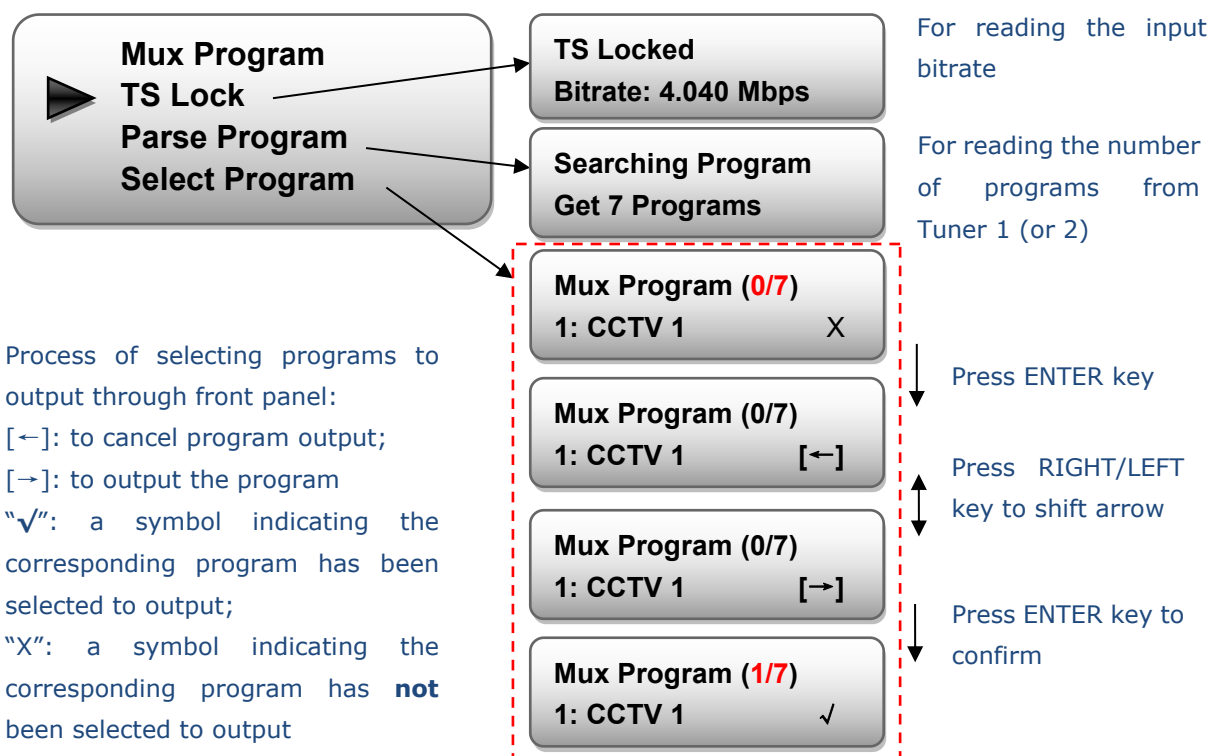 Mux Program
TS Lock
Parse Program
Select Program
TS Locked
Bitrate: 4.040 Mbps
For reading the input
bitrate
Searching Program
Get 7 Programs
For reading the number
of programs from
Tuner 1 (or 2)
Mux Program (0/7)
1: CCTV 1 X
Press ENTER key
Mux Program (0/7)
1: CCTV 1 [←]
Press RIGHT/LEFT
key to shift arrow
Mux Program (0/7)
1: CCTV 1 [→]
Press ENTER key to
confirm
Mux Program (1/7)
1: CCTV 1 √
Process of selecting programs to
output through front panel:
[←]: to cancel program output;
[→]: to output the program
“√”: a symbol indicating the
corresponding program has been
selected to output;
“X”: a symbol indicating the
corresponding program has not
been selected to output